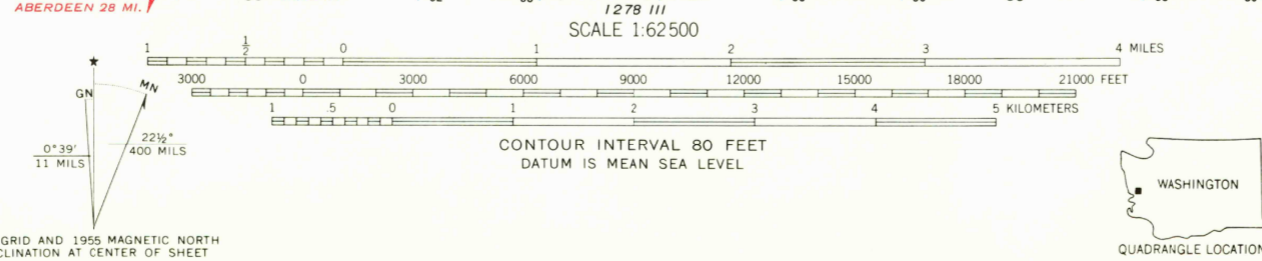 ABERDEEN 28 MI.
1278 III
SCALE 1:62500
1 ½ 0 1 2 3 4 MILES
3000 0 3000 6000 9000 12000 15000 18000 21000 FEET
1 .5 0 1 2 3 4 5 KILOMETERS
CONTOUR INTERVAL 80 FEET
DATUM IS MEAN SEA LEVEL
GN
MN
0°39'
11 MILS
22½°
400 MILS
GRID AND 1955 MAGNETIC NORTH
CLINATION AT CENTER OF SHEET
WASHINGTON
QUADRANGLE LOCATION